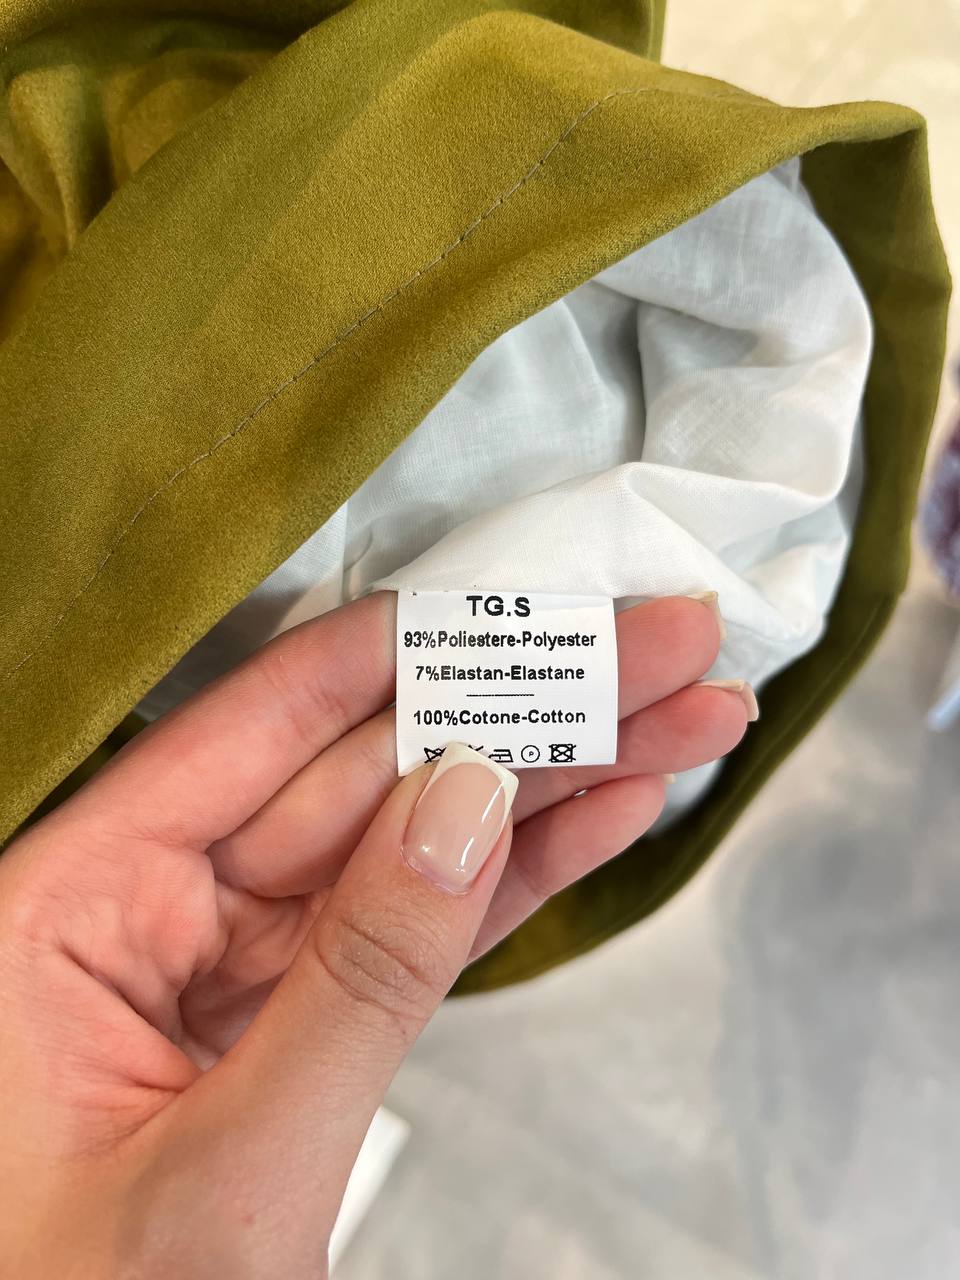 TG.S
93%Poliestere-Polyester
7%Elastan-Elastane
100%Cotone-Cotton
P